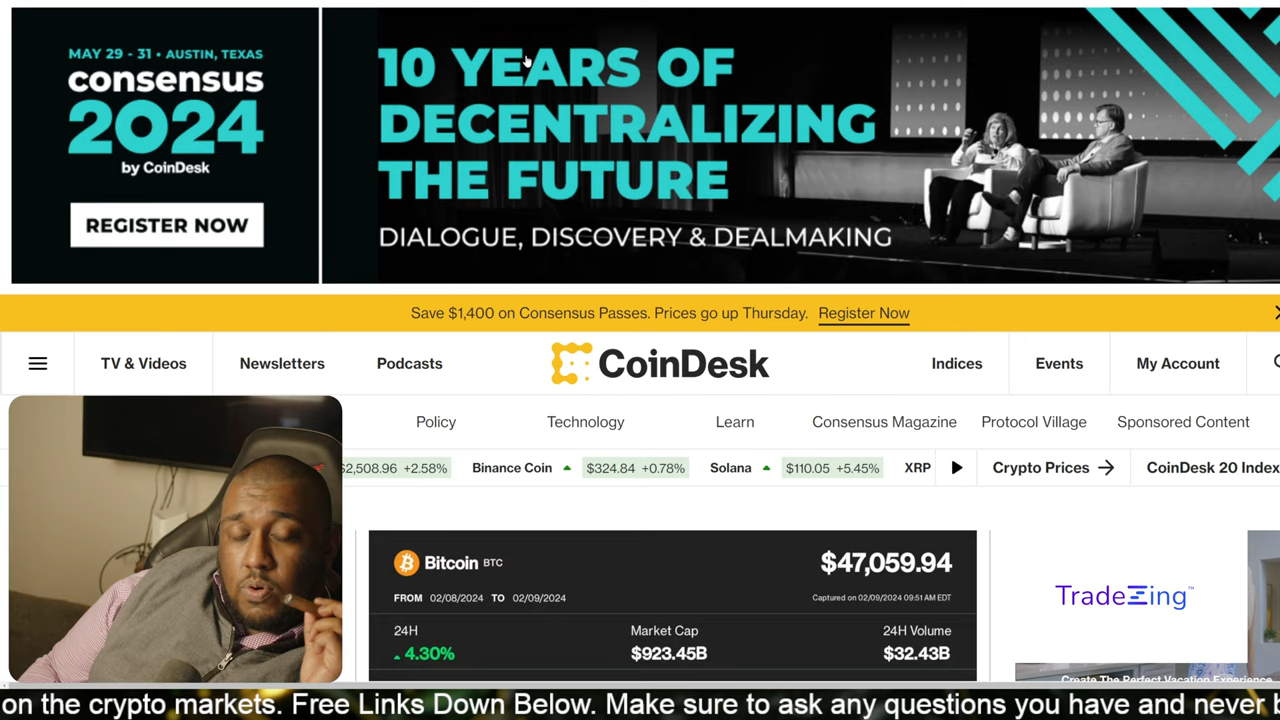 MAY 29 - 31 • AUSTIN, TEXAS
consensus
2024
by CoinDesk
REGISTER NOW
10 YEARS OF
DECENTRALIZING
THE FUTURE
DIALOGUE, DISCOVERY & DEALMAKING
Save $1,400 on Consensus Passes. Prices go up Thursday. Register Now
TV & Videos Newsletters Podcasts CoinDesk Indices Events My Account
Policy Technology Learn Consensus Magazine Protocol Village Sponsored Content
$2,508.96 +2.58% Binance Coin $324.84 +0.78% Solana $110.05 +5.45% XRP Crypto Prices → CoinDesk 20 Index
Bitcoin BTC $47,059.94
FROM 02/08/2024 TO 02/09/2024 Captured on 02/09/2024 09:51 AM EDT
24H Market Cap 24H Volume
4.30% $923.45B $32.43B
TradeZing™
Create The Perfect Vacation Experience
on the crypto markets. Free Links Down Below. Make sure to ask any questions you have and never